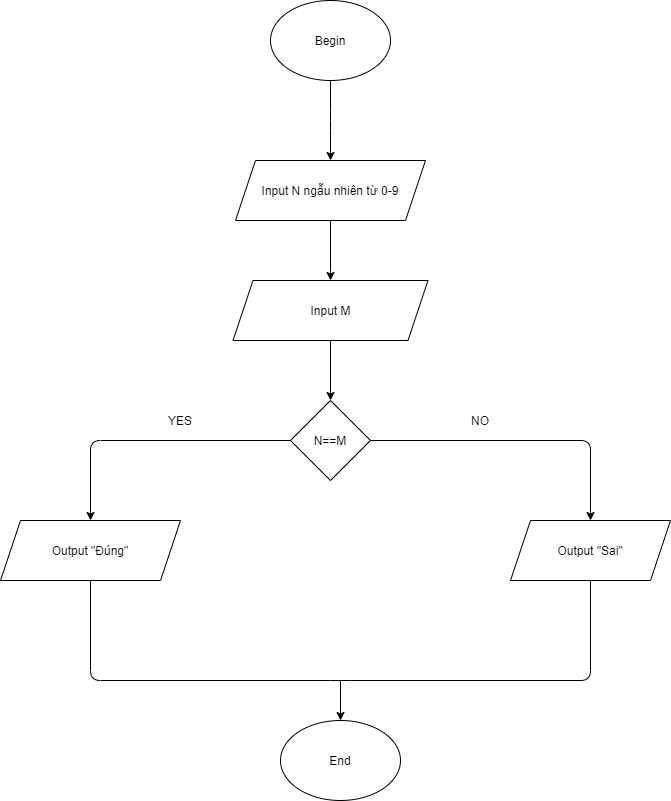 Begin
Input N ngẫu nhiên từ 0-9
Input M
YES
NO
N==M
Output "Đúng"
Output "Sai"
End